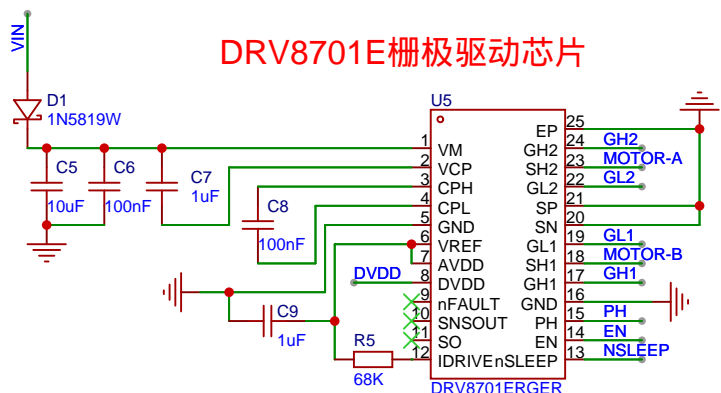 VIN
DRV8701E栅极驱动芯片
D1
1N5819W
C5
10uF
C6
100nF
C7
1uF
C8
100nF
DVDD
C9
1uF
R5
68K
U5
1 VM
2 VCP
3 CPH
4 CPL
5 GND
6 VREF
7 AVDD
8 DVDD
9 nFAULT
10 SNSOUT
11 SO
12 IDRIVE
EP 25
GH2 24 GH2
SH2 23 MOTOR-A
GL2 22 GL2
SP 21
SN 20
GL1 19 GL1
SH1 18 MOTOR-B
GH1 17 GH1
GND 16
PH 15 PH
EN 14 EN
nSLEEP 13 NSLEEP
DRV8701ERGER